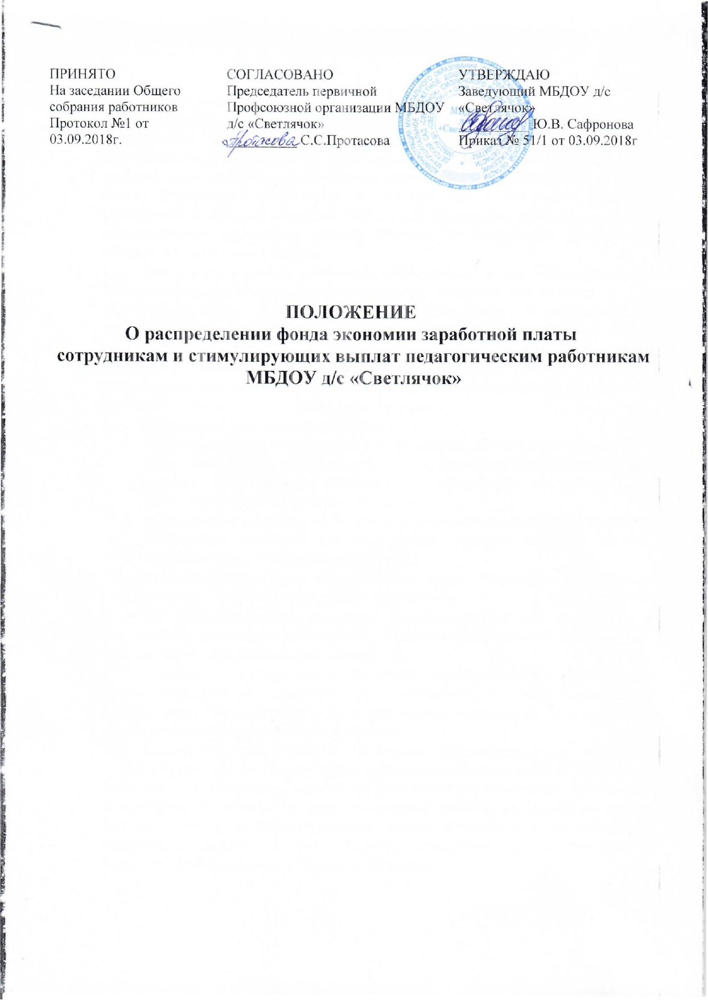 ПРИНЯТО
На заседании Общего
собрания работников
Протокол №1 от
03.09.2018г.
СОГЛАСОВАНО
Председатель первичной
Профсоюзной организации МБДОУ
д/с «Светлячок»
Протасова С.С.Протасова
УТВЕРЖДАЮ
Заведующий МБДОУ д/с
«Светлячок»
Ю.В. Сафронова
Приказ № 51/1 от 03.09.2018г
ПОЛОЖЕНИЕ
О распределении фонда экономии заработной платы
сотрудникам и стимулирующих выплат педагогическим работникам
МБДОУ д/с «Светлячок»